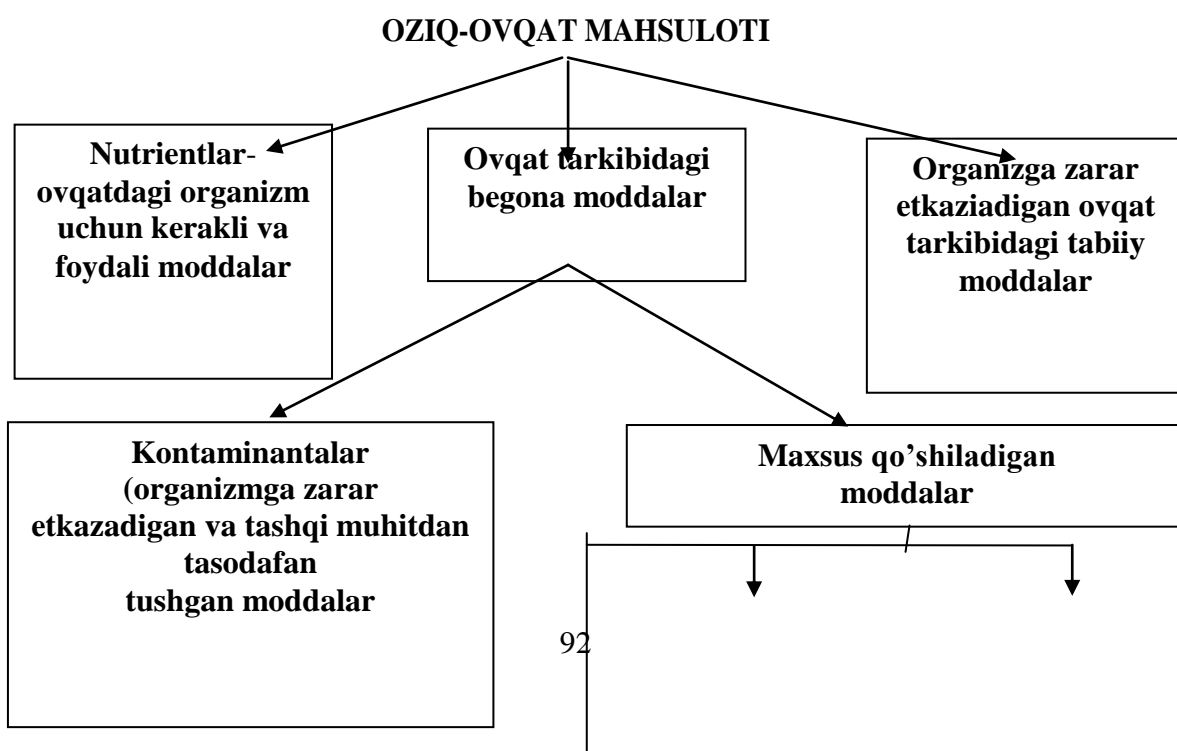 OZIQ-OVQAT MAHSULOTI
Nutrientlar-
ovqatdagi organizm
uchun kerakli va
foydali moddalar
Ovqat tarkibidagi
begona moddalar
Organizga zarar
etkaziadigan ovqat
tarkibidagi tabiiy
moddalar
Kontaminantalar
(organizmga zarar
etkazadigan va tashqi muhitdan
tasodafan
tushgan moddalar
Maxsus qo’shiladigan
moddalar
92